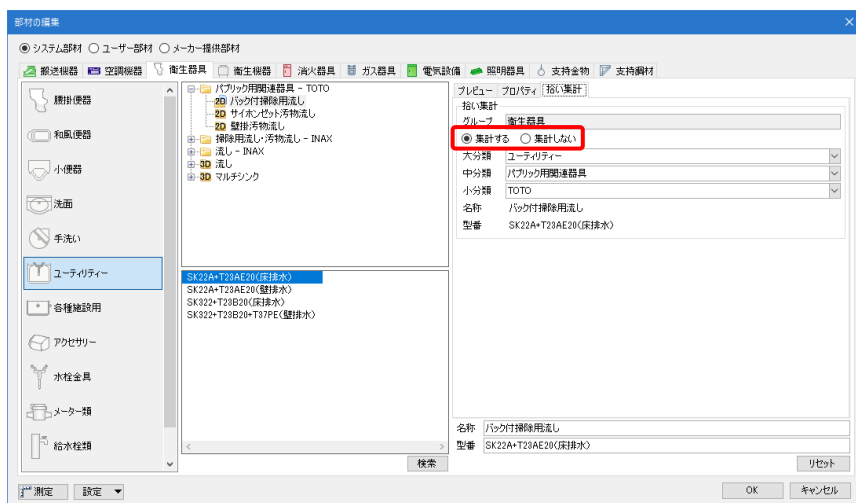 部材の編集
システム部材 ユーザー部材 メーカー提供部材
搬送機器 空調機器 衛生器具 衛生機器 消火器具 ガス器具 電気設備 照明器具 支持金物 支持鋼材
腰掛便器
和風便器
小便器
洗面
手洗い
ユーティリティー
各種施設用
アクセサリー
水栓金具
メーター類
給水栓類
パブリック用関連器具 - TOTO
2D バック付掃除用流し
2D サイホンゼット汚物流し
2D 壁掛汚物流し
掃除用流し・汚物流し - INAX
流し - INAX
3D 流し
3D マルチシンク
SK22A+T23AE20(床排水)
SK22A+T23AE20(壁排水)
SK322+T23B20(床排水)
SK322+T23B20+T37PE(壁排水)
検索
プレビュー プロパティ 拾い集計
拾い集計
グループ 衛生器具
集計する 集計しない
大分類 ユーティリティー
中分類 パブリック用関連器具
小分類 TOTO
名称 バック付掃除用流し
型番 SK22A+T23AE20(床排水)
名称 バック付掃除用流し
型番 SK22A+T23AE20(床排水)
リセット
測定 設定 OK キャンセル